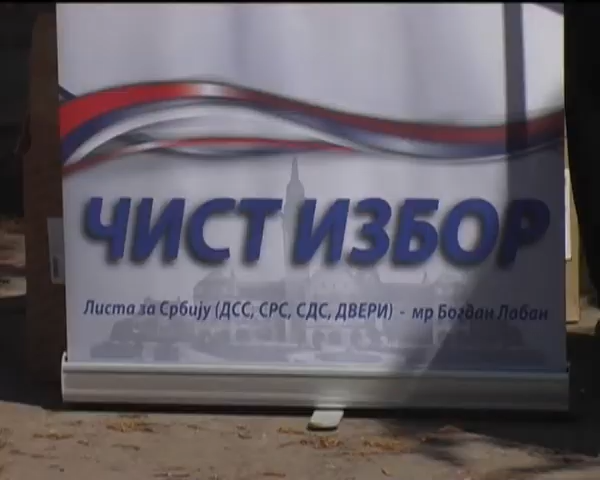 ЧИСТ ИЗБОР
Листа за Србију (ДСС, СРС, СДС, ДВЕРИ) - мр Богдан Лабан